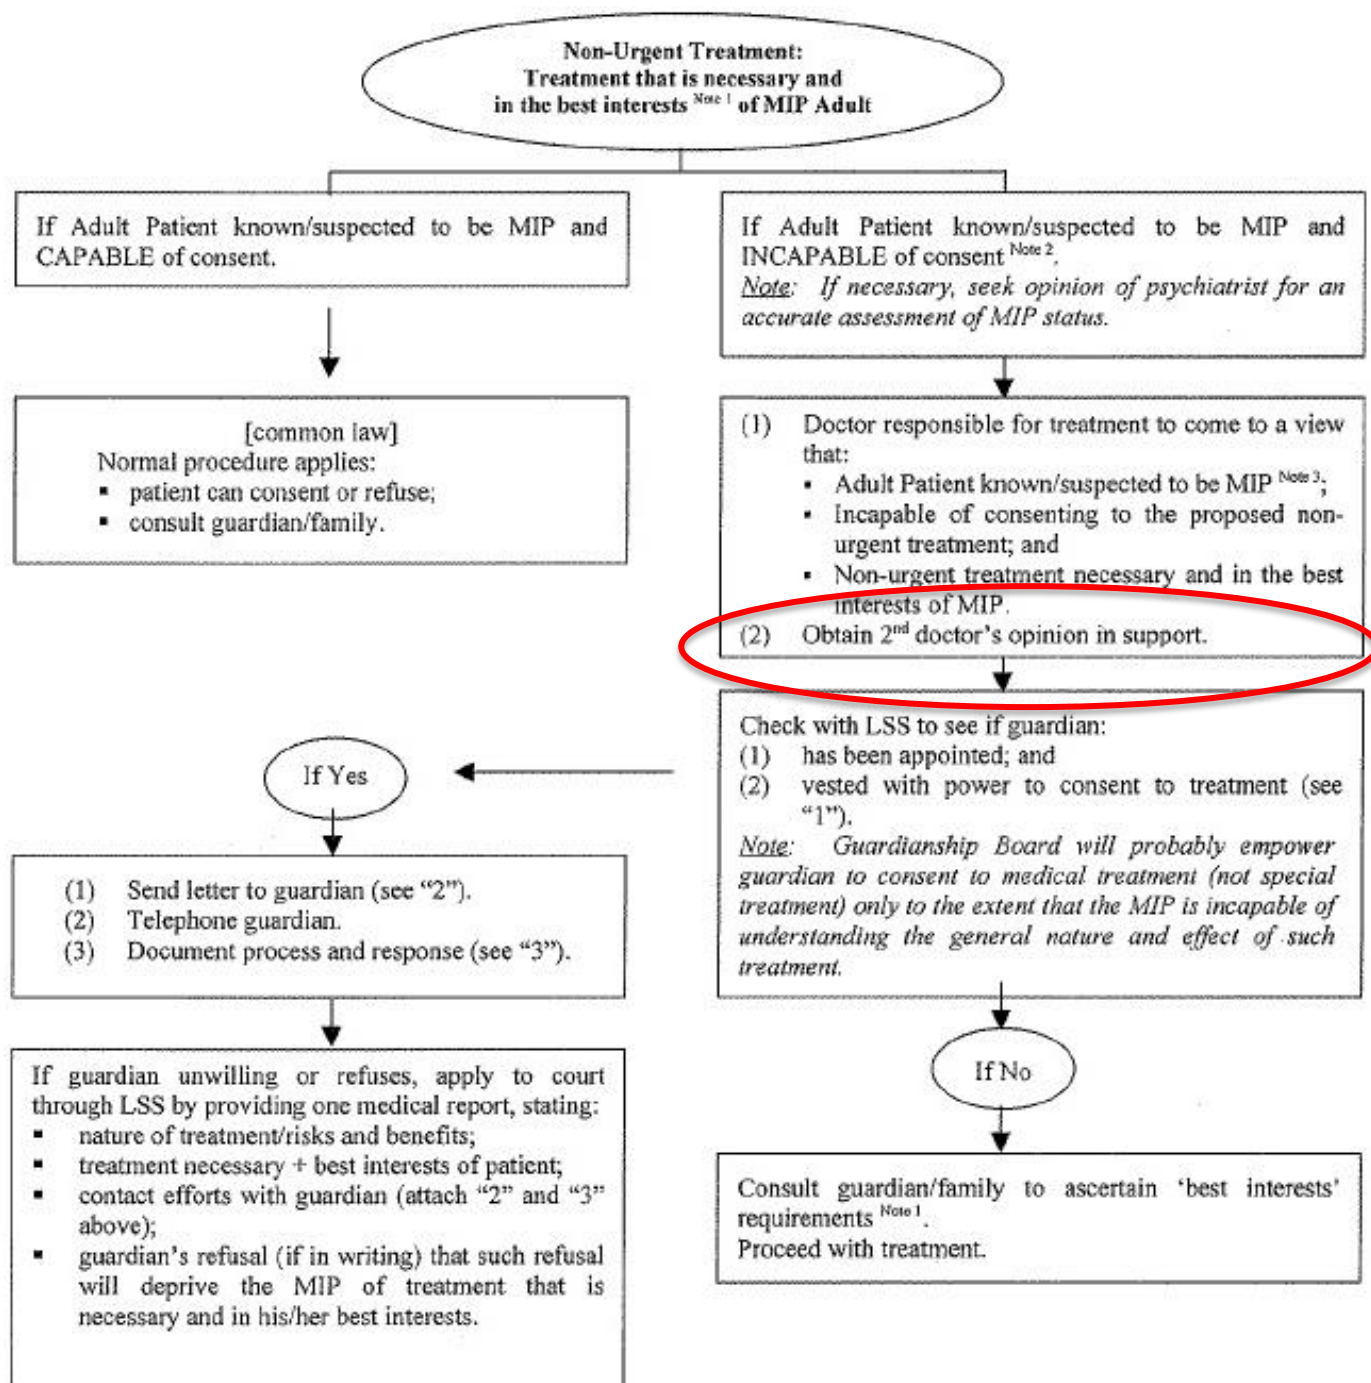 Non-Urgent Treatment:
Treatment that is necessary and
in the best interests Note 1 of MIP Adult
If Adult Patient known/suspected to be MIP and
CAPABLE of consent.
[common law]
Normal procedure applies:
▪ patient can consent or refuse;
▪ consult guardian/family.
If Adult Patient known/suspected to be MIP and
INCAPABLE of consent Note 2.
Note: If necessary, seek opinion of psychiatrist for an
accurate assessment of MIP status.
(1) Doctor responsible for treatment to come to a view
that:
▪ Adult Patient known/suspected to be MIP Note 3;
▪ Incapable of consenting to the proposed non-
urgent treatment; and
▪ Non-urgent treatment necessary and in the best
interests of MIP.
(2) Obtain 2nd doctor's opinion in support.
Check with LSS to see if guardian:
(1) has been appointed; and
(2) vested with power to consent to treatment (see
"1").
Note: Guardianship Board will probably empower
guardian to consent to medical treatment (not special
treatment) only to the extent that the MIP is incapable of
understanding the general nature and effect of such
treatment.
If Yes
(1) Send letter to guardian (see "2").
(2) Telephone guardian.
(3) Document process and response (see "3").
If guardian unwilling or refuses, apply to court
through LSS by providing one medical report, stating:
▪ nature of treatment/risks and benefits;
▪ treatment necessary + best interests of patient;
▪ contact efforts with guardian (attach "2" and "3"
above);
▪ guardian's refusal (if in writing) that such refusal
will deprive the MIP of treatment that is
necessary and in his/her best interests.
If No
Consult guardian/family to ascertain 'best interests'
requirements Note 1.
Proceed with treatment.